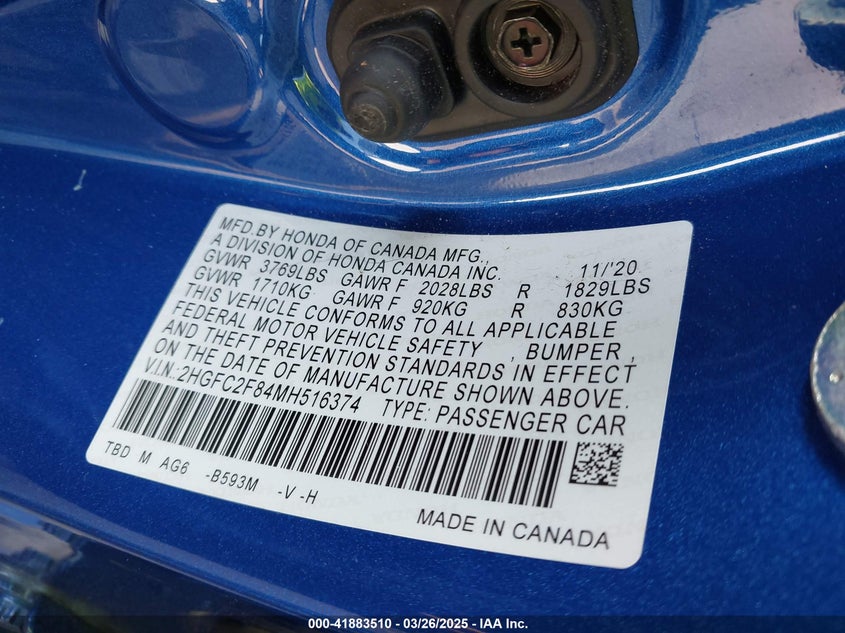 MFD.BY HONDA OF CANADA MFG.,
A DIVISION OF HONDA CANADA INC. 11/'20
GVWR 3769LBS GAWR F 2028LBS R 1829LBS
GVWR 1710KG GAWR F 920KG R 830KG
THIS VEHICLE CONFORMS TO ALL APPLICABLE
FEDERAL MOTOR VEHICLE SAFETY , BUMPER ,
AND THEFT PREVENTION STANDARDS IN EFFECT
ON THE DATE OF MANUFACTURE SHOWN ABOVE.
V.I.N.:2HGFC2F84MH516374 TYPE: PASSENGER CAR
TBD M AG6 -B593M -V -H
MADE IN CANADA
000-41883510 - 03/26/2025 - IAA Inc.